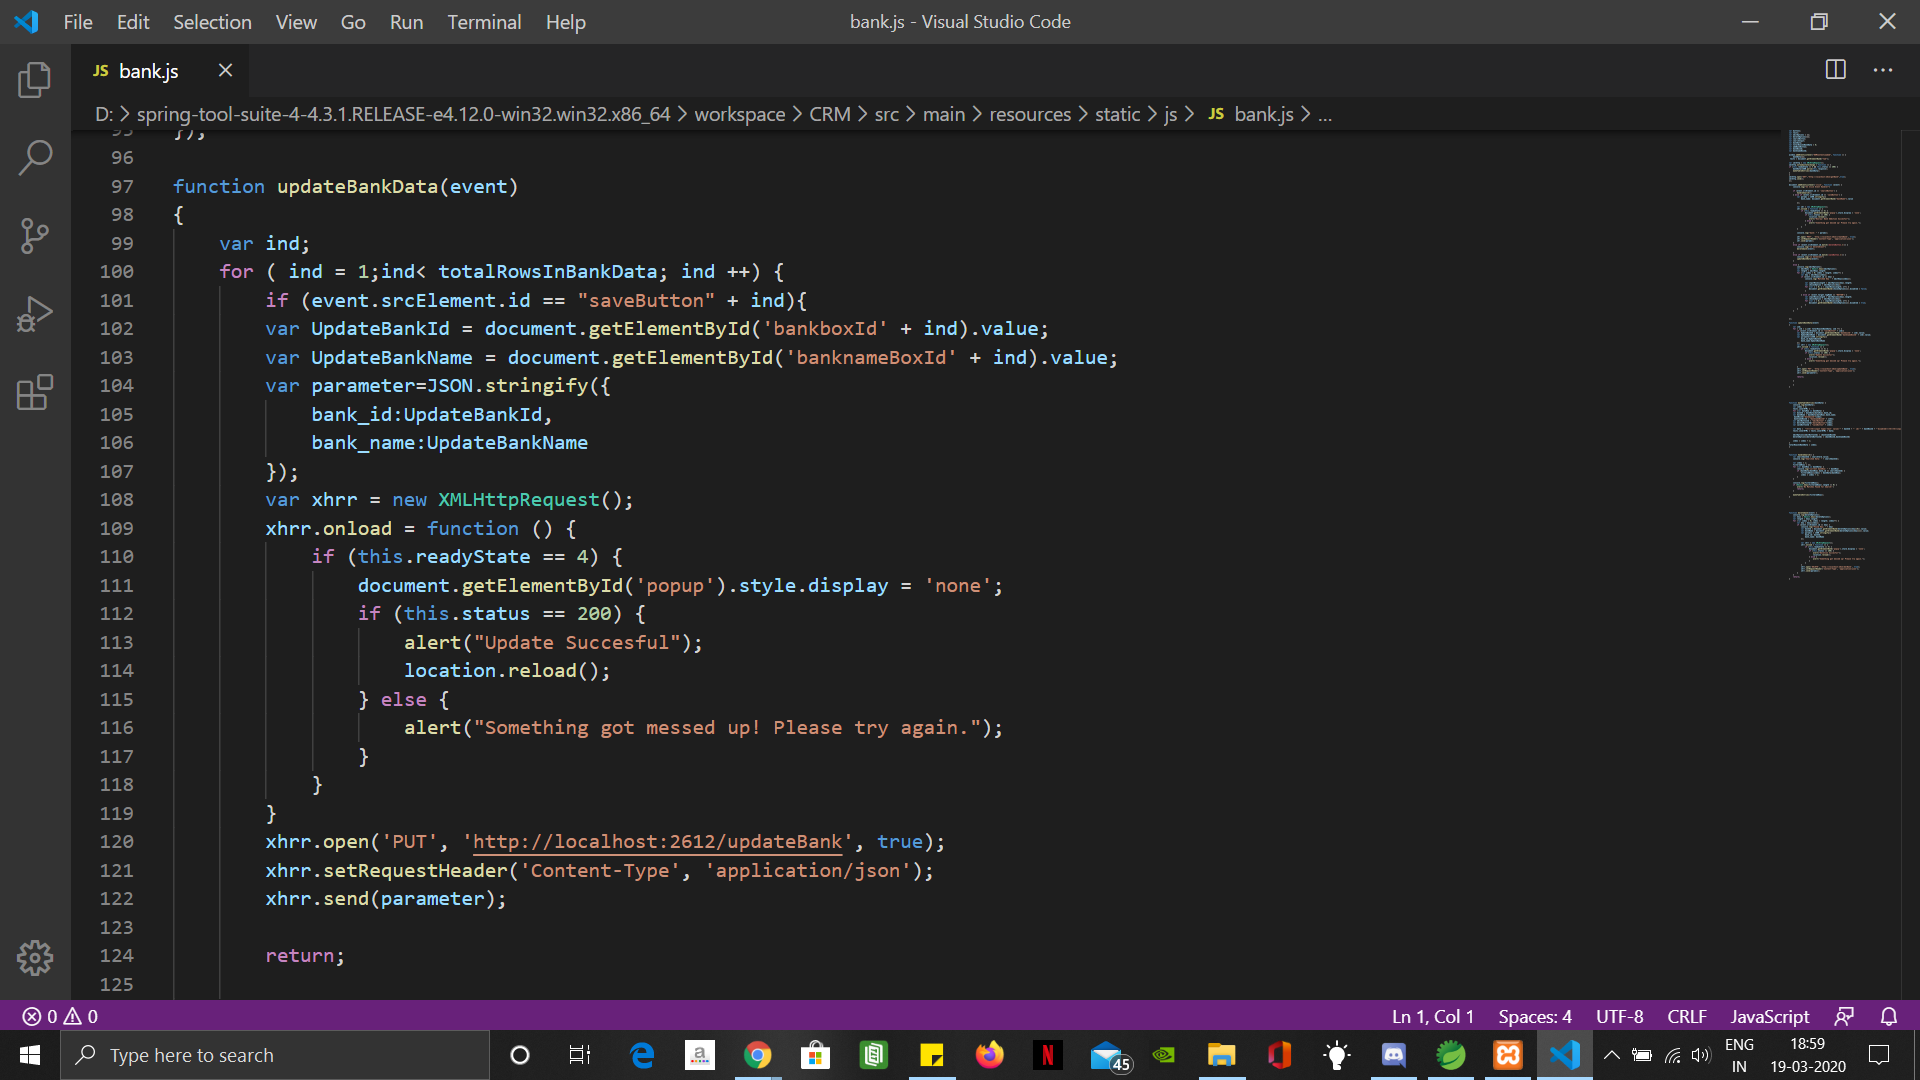 File Edit Selection View Go Run Terminal Help bank.js - Visual Studio Code
JS bank.js
D: > spring-tool-suite-4-4.3.1.RELEASE-e4.12.0-win32.win32.x86_64 > workspace > CRM > src > main > resources > static > js > JS bank.js > ...
95 });
96
97 function updateBankData(event)
98 {
99 var ind;
100 for ( ind = 1;ind< totalRowsInBankData; ind ++) {
101 if (event.srcElement.id == "saveButton" + ind){
102 var UpdateBankId = document.getElementById('bankboxId' + ind).value;
103 var UpdateBankName = document.getElementById('banknameBoxId' + ind).value;
104 var parameter=JSON.stringify({
105 bank_id:UpdateBankId,
106 bank_name:UpdateBankName
107 });
108 var xhrr = new XMLHttpRequest();
109 xhrr.onload = function () {
110 if (this.readyState == 4) {
111 document.getElementById('popup').style.display = 'none';
112 if (this.status == 200) {
113 alert("Update Succesful");
114 location.reload();
115 } else {
116 alert("Something got messed up! Please try again.");
117 }
118 }
119 }
120 xhrr.open('PUT', 'http://localhost:2612/updateBank', true);
121 xhrr.setRequestHeader('Content-Type', 'application/json');
122 xhrr.send(parameter);
123
124 return;
125
0 0 Ln 1, Col 1 Spaces: 4 UTF-8 CRLF JavaScript
Type here to search
a
N
45
ENG
IN
18:59
19-03-2020